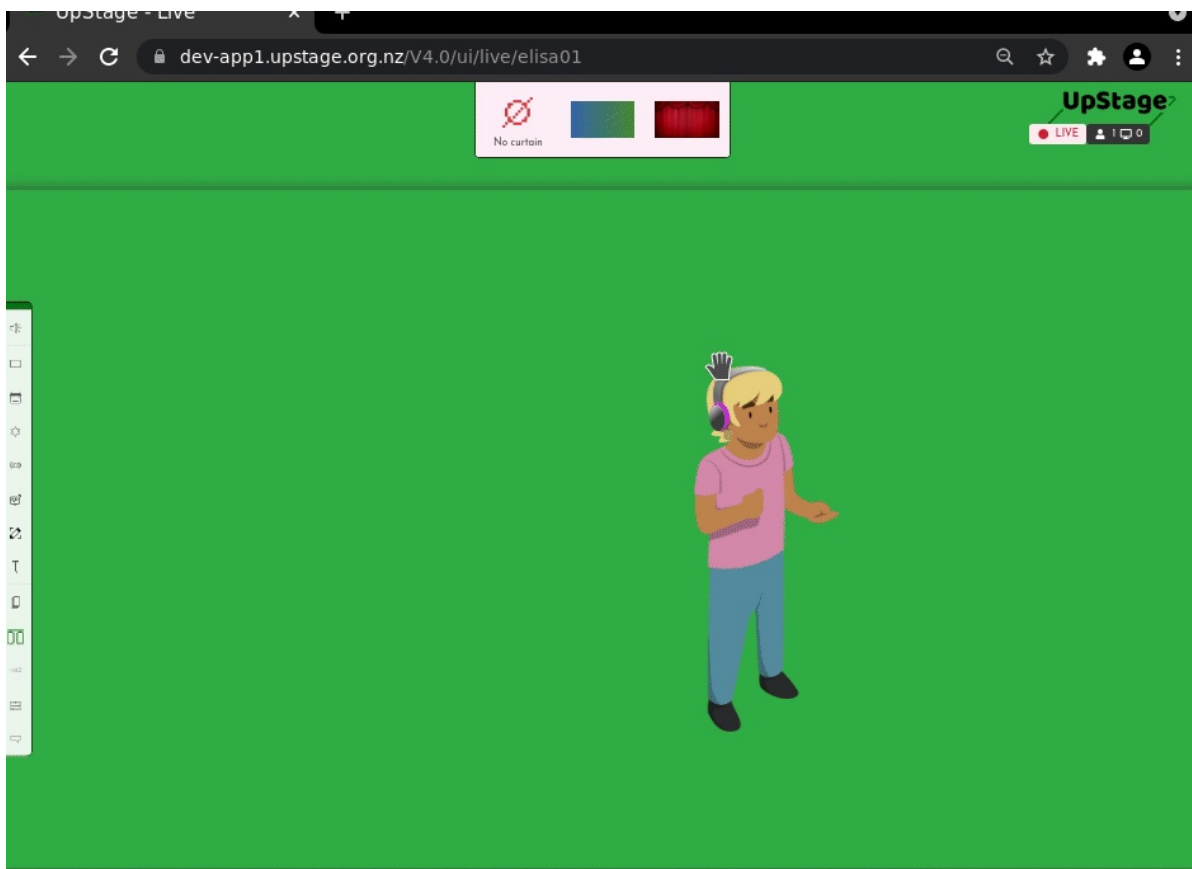 UpStage - Live
dev-app1.upstage.org.nz/V4.0/ui/live/elisa01
No curtain
UpStage
LIVE
1 0
T